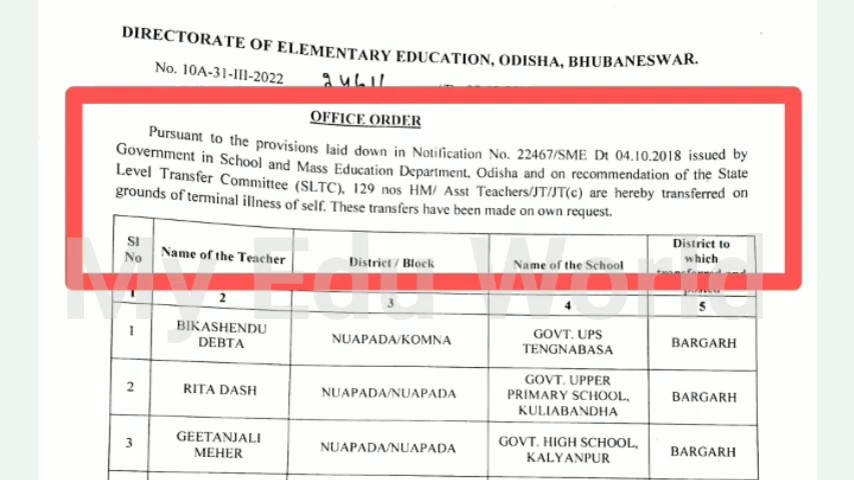 DIRECTORATE OF ELEMENTARY EDUCATION, ODISHA, BHUBANESWAR.
No. 10A-31-III-2022
OFFICE ORDER
Pursuant to the provisions laid down in Notification No. 22467/SME Dt 04.10.2018 issued by
Government in School and Mass Education Department, Odisha and on recommendation of the State
Level Transfer Committee (SLTC), 129 nos HM/ Asst Teachers/JT/JT(c) are hereby transferred on
grounds of terminal illness of self. These transfers have been made on own request.
Sl No Name of the Teacher District / Block Name of the School District to which transferred and posted
1 2 3 4 5
1 BIKASHENDU DEBTA NUAPADA/KOMNA GOVT. UPS TENGNABASA BARGARH
2 RITA DASH NUAPADA/NUAPADA GOVT. UPPER PRIMARY SCHOOL, KULIABANDHA BARGARH
3 GEETANJALI MEHER NUAPADA/NUAPADA GOVT. HIGH SCHOOL, KALYANPUR BARGARH
My Edu World